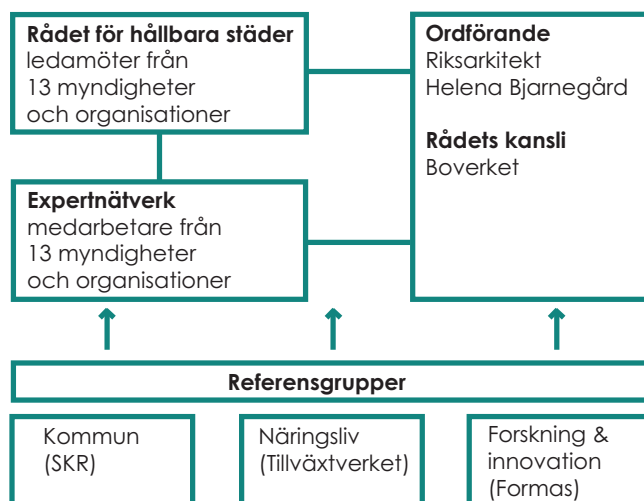 Rådet för hållbara städer
ledamöter från
13 myndigheter
och organisationer
Ordförande
Riksarkitekt
Helena Bjarnegård
Rådets kansli
Boverket
Expertnätverk
medarbetare från
13 myndigheter
och organisationer
Referensgrupper
Kommun
(SKR)
Näringsliv
(Tillväxtverket)
Forskning &
innovation
(Formas)